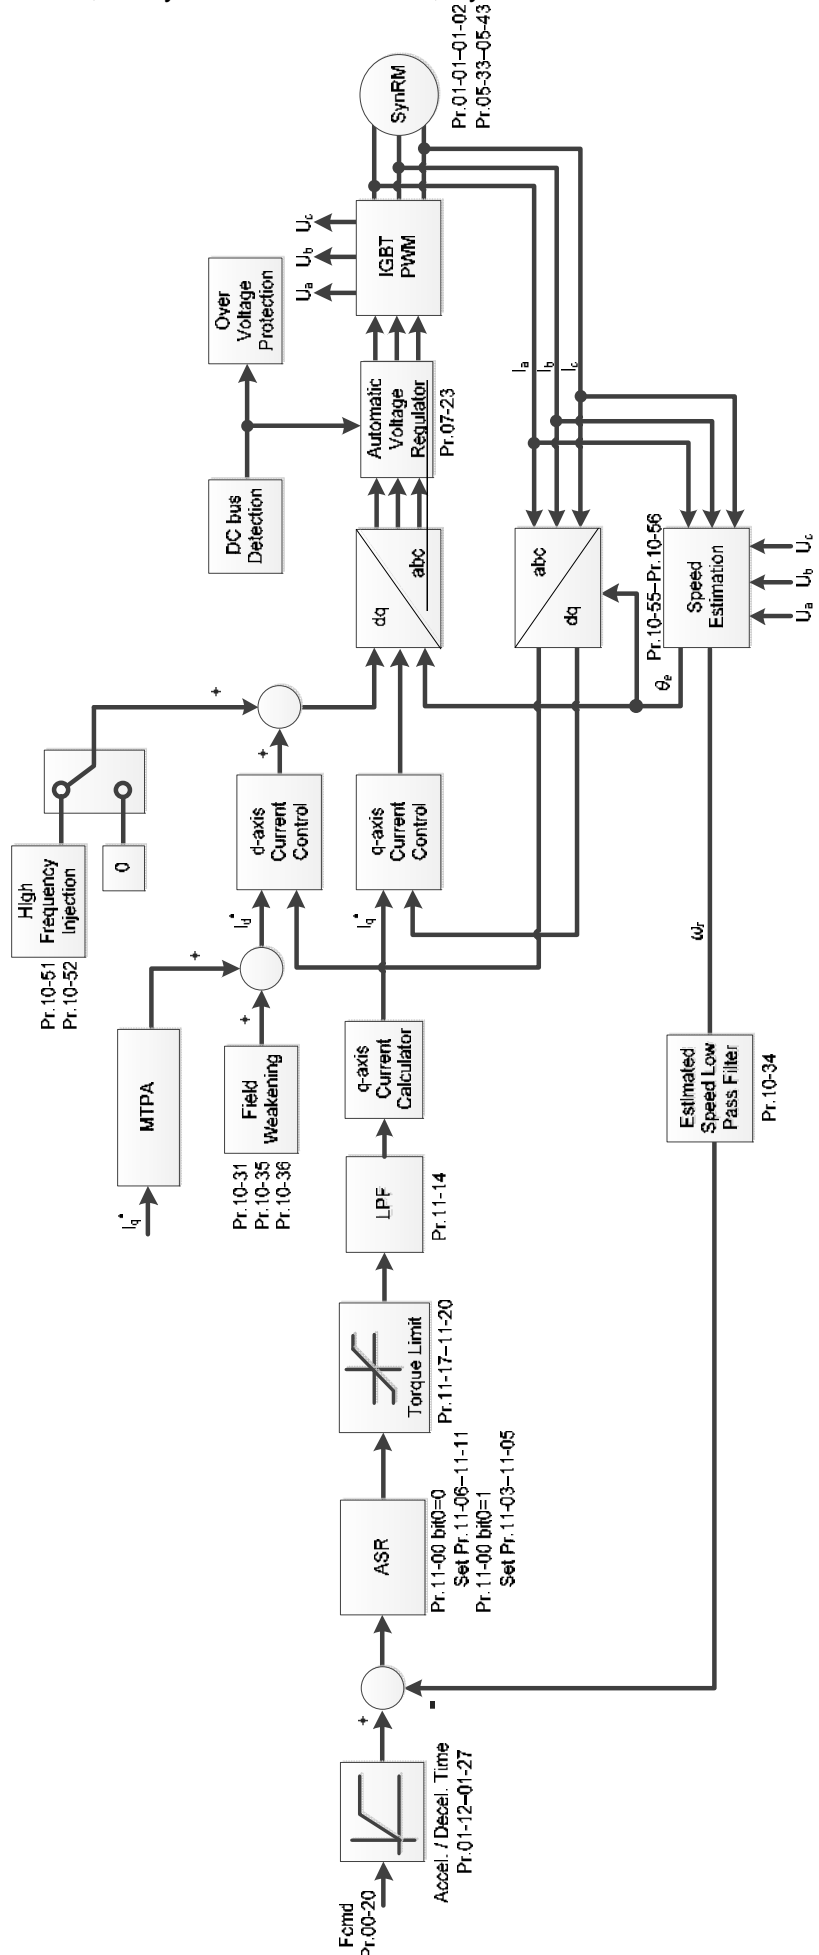 Fcmd
Pr.00-20
Accel. / Decel. Time
Pr.01-12~01-27
+
-
ASR
Pr.11-00 bit0=0
Set Pr.11-06~11-11
Pr.11-00 bit0=1
Set Pr.11-03~11-05
Torque Limit
Pr.11-17~11-20
LPF
Pr.11-14
q-axis
Current
Calculator
Iq*
MTPA
Field
Weakening
Pr.10-31
Pr.10-35
Pr.10-36
+
+
Id*
Iq*
High
Frequency
Injection
Pr.10-51
Pr.10-52
0
d-axis
Current
Control
q-axis
Current
Control
+
+
dq
abc
DC bus
Detection
Over
Voltage
Protection
Automatic
Voltage
Regulator
Pr.07-23
IGBT
PWM
Ua
Ub
Uc
SynRM
Pr.01-01~01-02
Pr.05-33~05-43
Ia
Ib
Ic
abc
dq
Pr.10-55~Pr.10-56
Speed
Estimation
Ua
Ub
Uc
θe
ωr
Estimated
Speed Low
Pass Filter
Pr.10-34